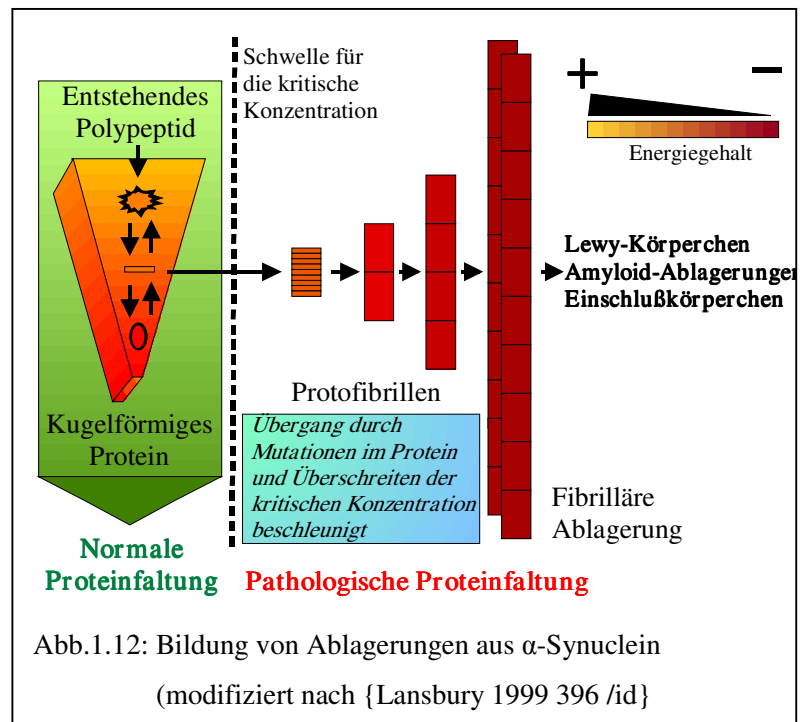 Entstehendes
Polypeptid
Kugelförmiges
Protein
Normale
Proteinfaltung
Schwelle für
die kritische
Konzentration
+
−
Energiegehalt
Lewy-Körperchen
Amyloid-Ablagerungen
Einschlußkörperchen
Protofibrillen
Übergang durch
Mutationen im Protein
und Überschreiten der
kritischen Konzentration
beschleunigt
Fibrilläre
Ablagerung
Pathologische Proteinfaltung
Abb.1.12: Bildung von Ablagerungen aus α-Synuclein
(modifiziert nach {Lansbury 1999 396 /id}